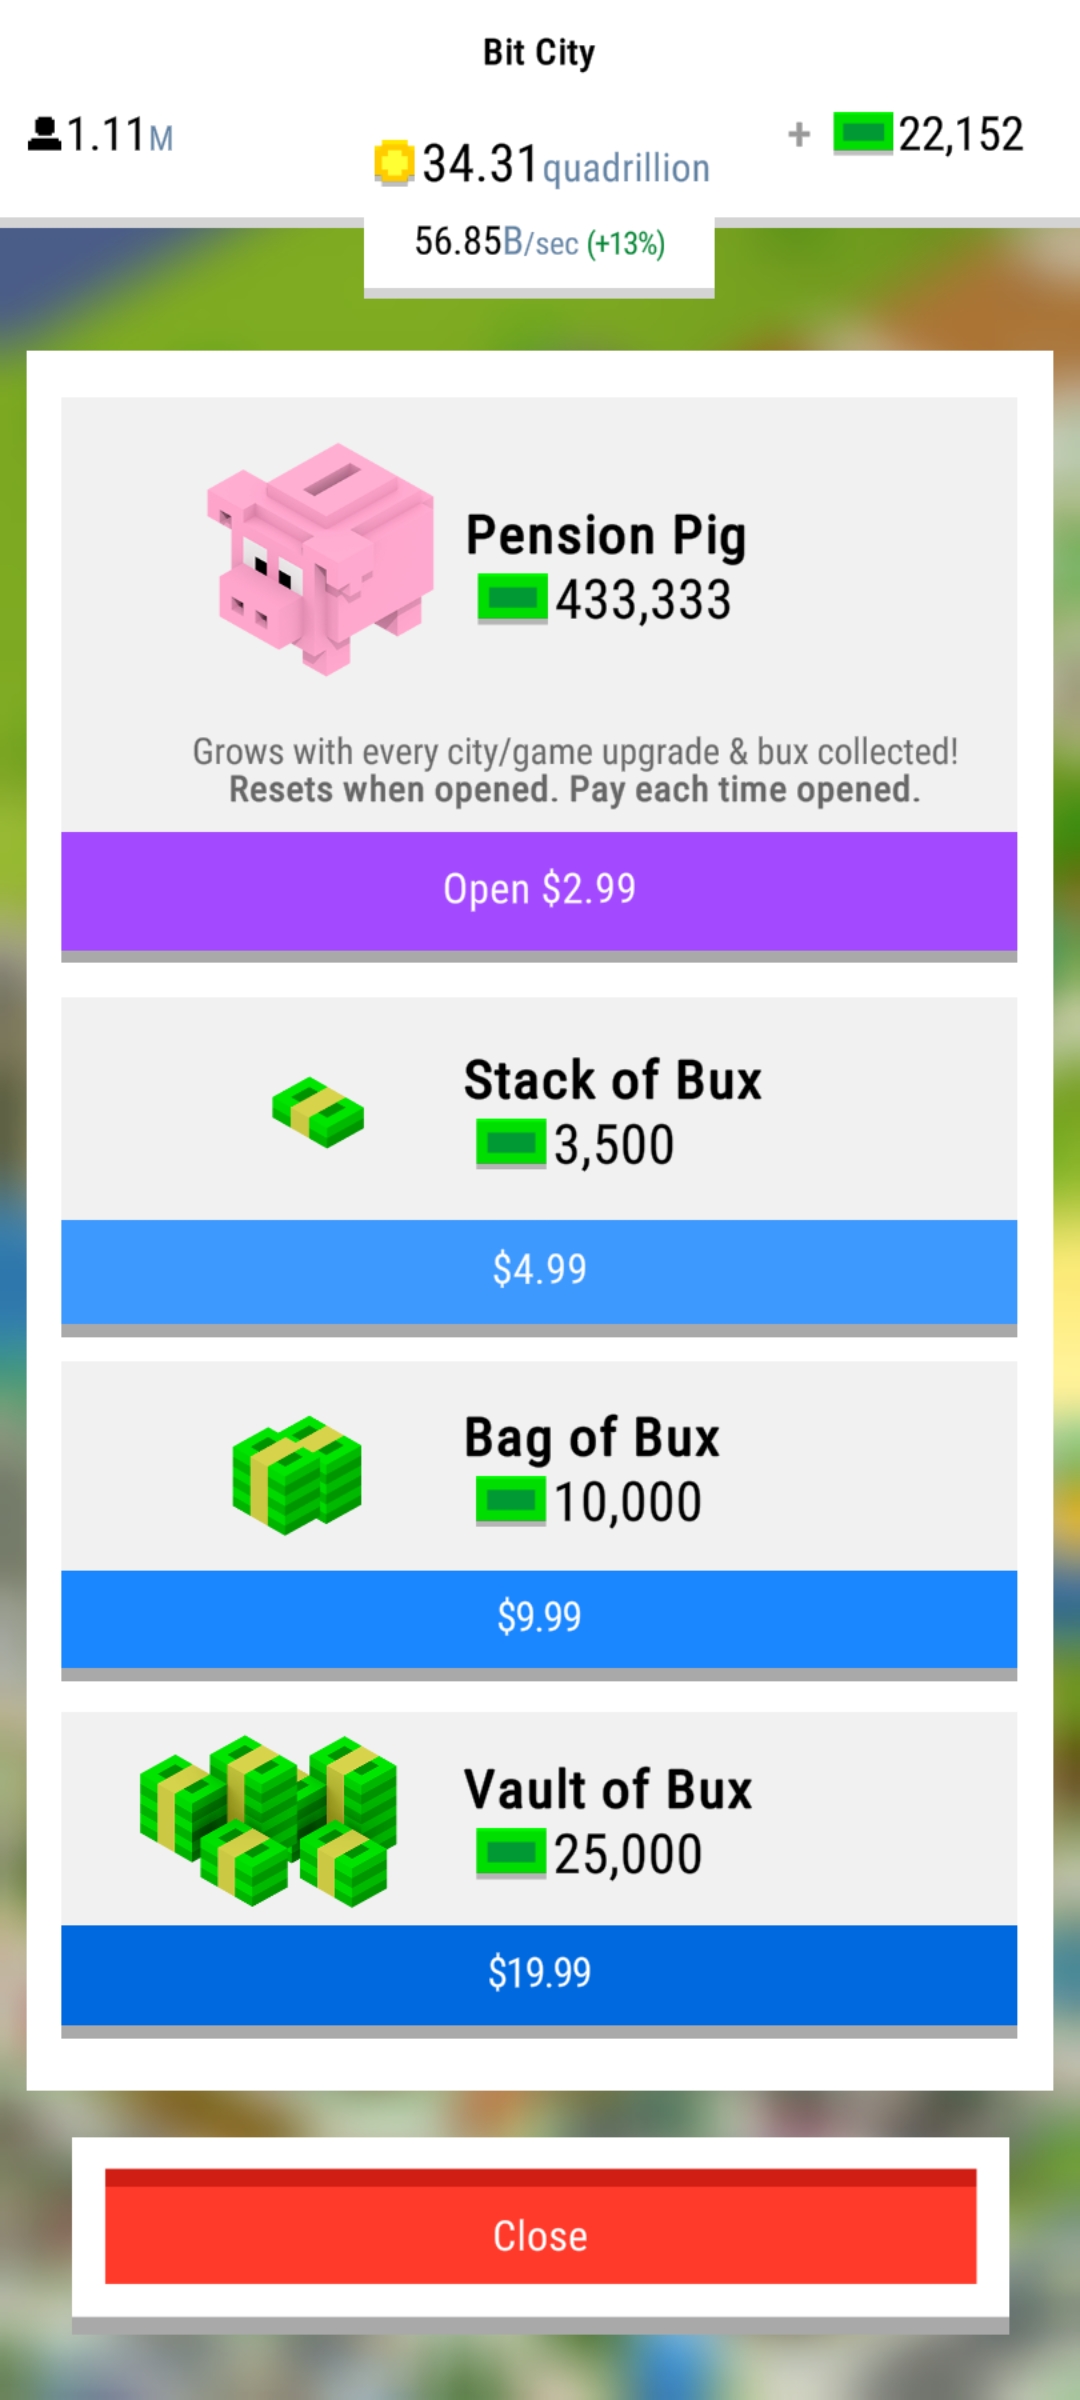 Bit City
1.11M
34.31quadrillion
+ 22,152
56.85B/sec (+13%)
Pension Pig
433,333
Grows with every city/game upgrade & bux collected!
Resets when opened. Pay each time opened.
Open $2.99
Stack of Bux
3,500
$4.99
Bag of Bux
10,000
$9.99
Vault of Bux
25,000
$19.99
Close